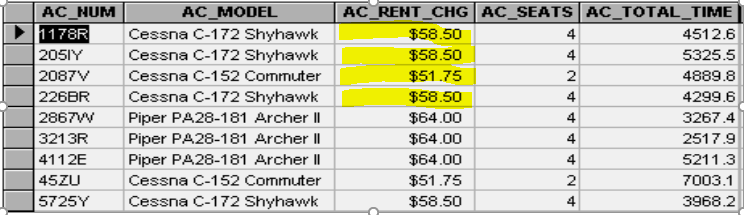 AC_NUM AC_MODEL AC_RENT_CHG AC_SEATS AC_TOTAL_TIME
1178R Cessna C-172 Shyhawk $58.50 4 4512.6
205IY Cessna C-172 Shyhawk $58.50 4 5325.5
2087V Cessna C-152 Commuter $51.75 2 4889.8
226BR Cessna C-172 Shyhawk $58.50 4 4299.6
2867W Piper PA28-181 Archer II $64.00 4 3267.4
3213R Piper PA28-181 Archer II $64.00 4 2517.9
4112E Piper PA28-181 Archer II $64.00 4 5211.3
45ZU Cessna C-152 Commuter $51.75 2 7003.1
5725Y Cessna C-172 Shyhawk $58.50 4 3968.2